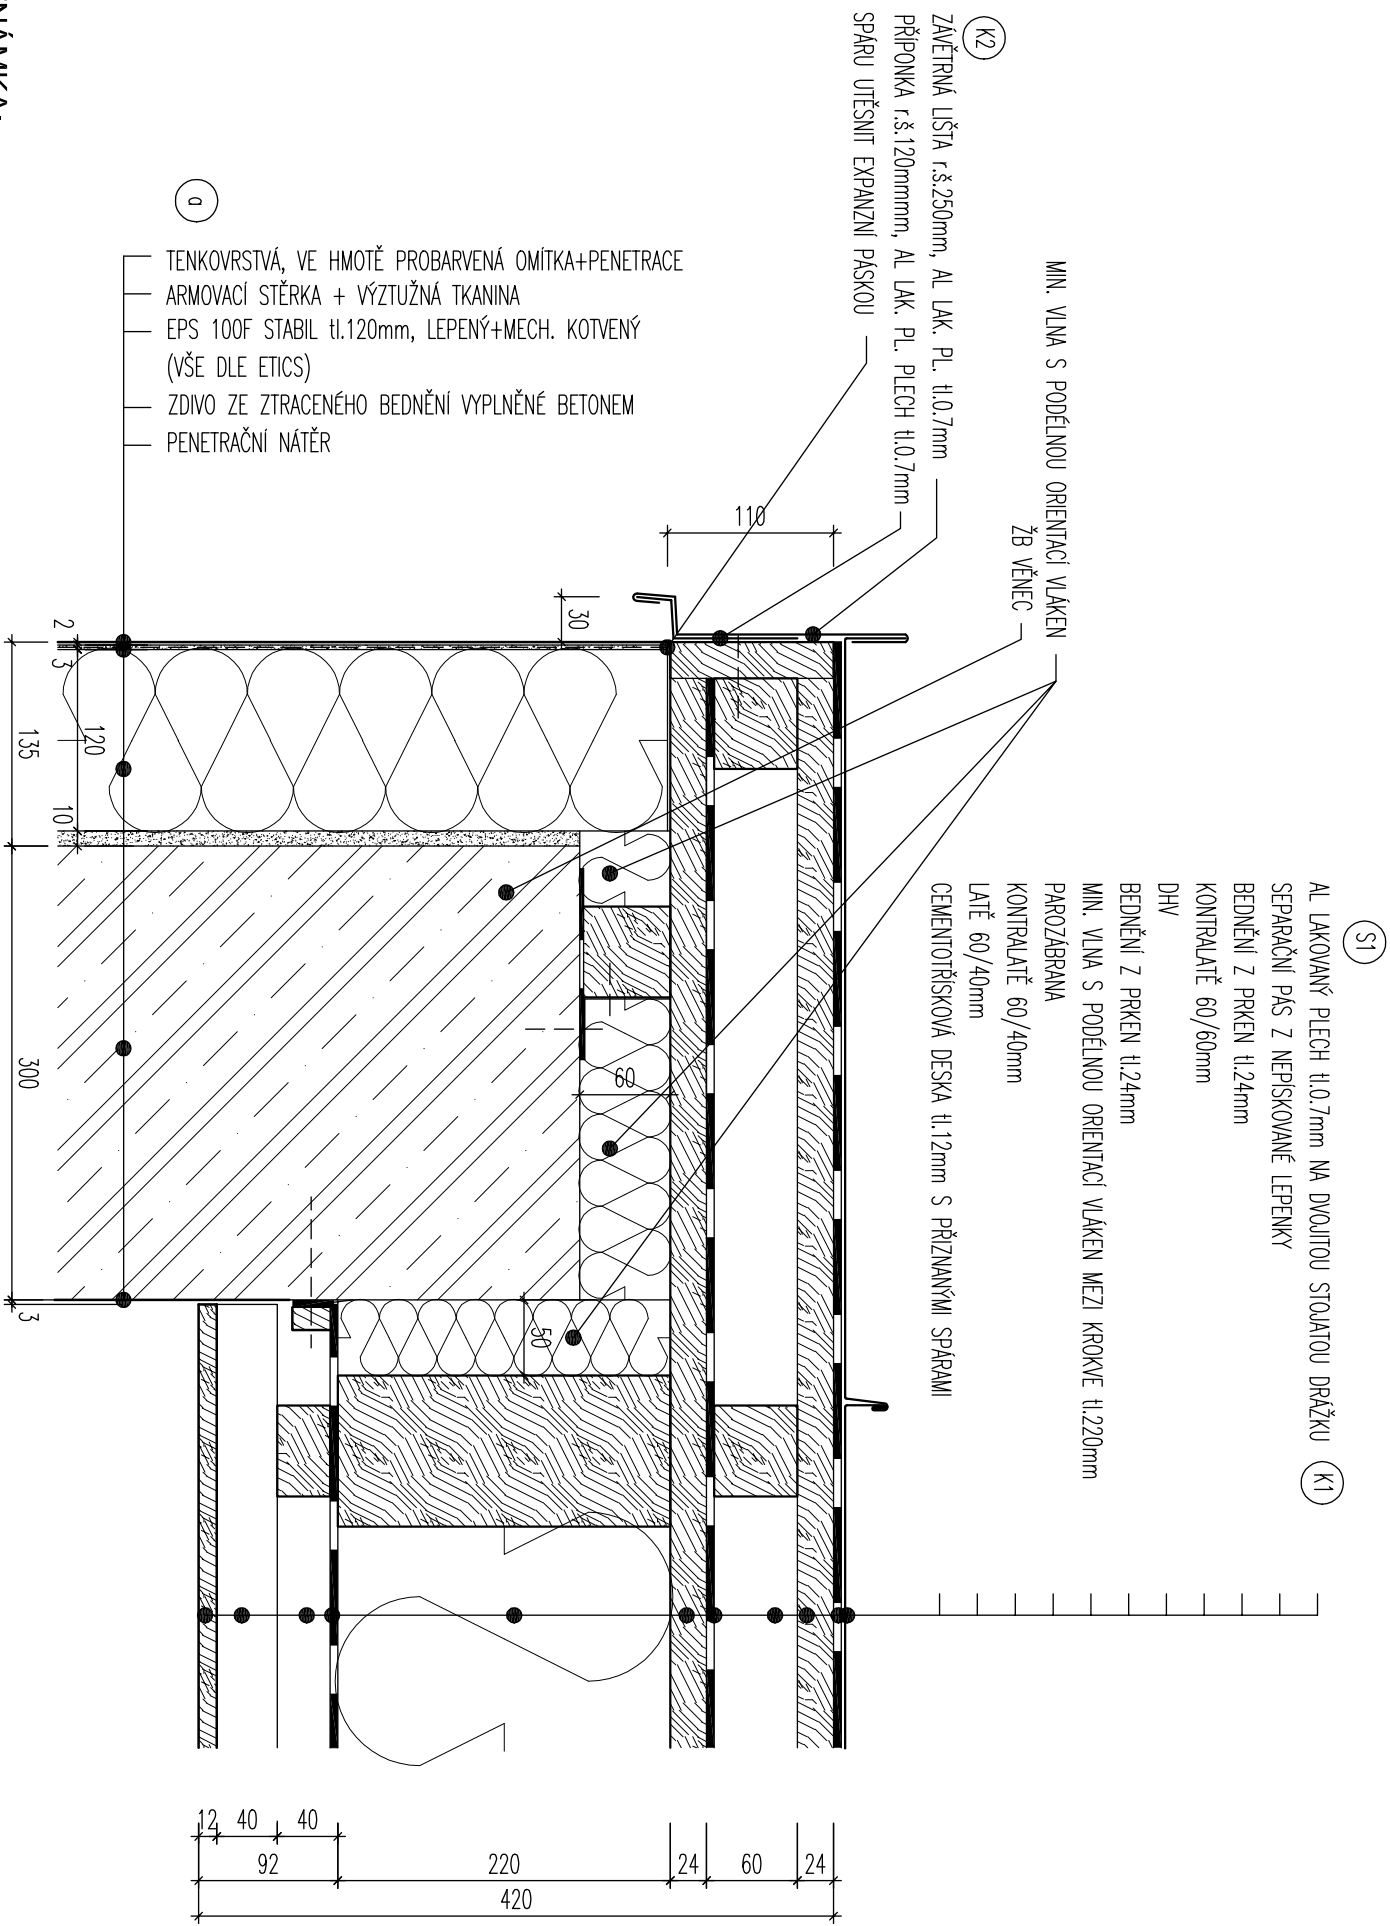 K2
ZÁVĚTRNÁ LIŠTA r.š.250mm, AL LAK. PL. tl.0.7mm
PŘÍPONKA r.š.120mmmm, AL LAK. PL. PLECH tl.0.7mm
SPÁRU UTĚSNIT EXPANZNÍ PÁSKOU
MIN. VLNA S PODÉLNOU ORIENTACÍ VLÁKEN
ŽB VĚNEC
S1
AL LAKOVANÝ PLECH tl.0.7mm NA DVOJITOU STOJATOU DRÁŽKU K1
SEPARAČNÍ PÁS Z NEPÍSKOVANÉ LEPENKY
BEDNĚNÍ Z PRKEN tl.24mm
KONTRALATĚ 60/60mm
DHV
BEDNĚNÍ Z PRKEN tl.24mm
MIN. VLNA S PODÉLNOU ORIENTACÍ VLÁKEN MEZI KROKVE tl.220mm
PAROZÁBRANA
KONTRALATĚ 60/40mm
LATĚ 60/40mm
CEMENTOTŘÍSKOVÁ DESKA tl.12mm S PŘIZNANÝMI SPÁRAMI
a
TENKOVRSTVÁ, VE HMOTĚ PROBARVENÁ OMÍTKA+PENETRACE
ARMOVACÍ STĚRKA + VÝZTUŽNÁ TKANINA
EPS 100F STABIL tl.120mm, LEPENÝ+MECH. KOTVENÝ
(VŠE DLE ETICS)
ZDIVO ZE ZTRACENÉHO BEDNĚNÍ VYPLNĚNÉ BETONEM
PENETRAČNÍ NÁTĚR
110
30
60
50
2
3
120
10
135
300
3
12 40 40
92 220 24 60 24
420